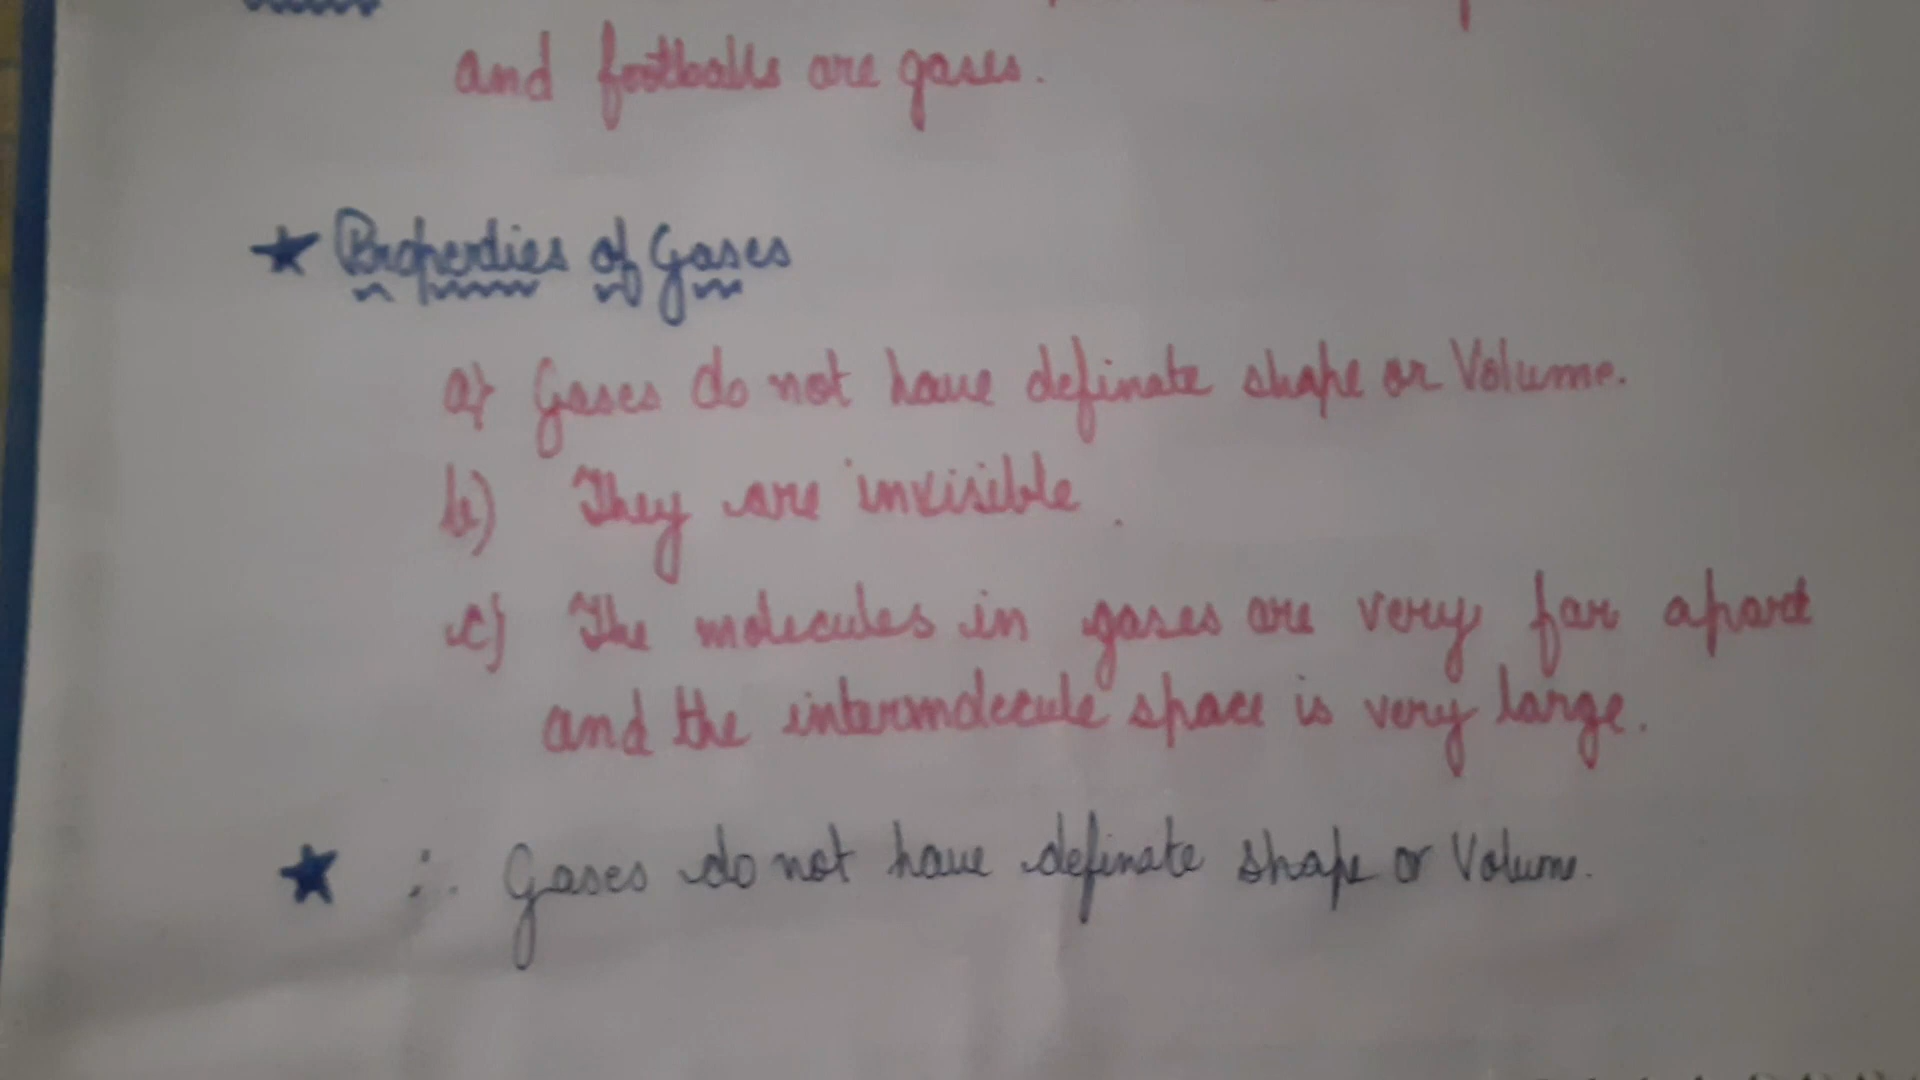 and footballs are gases.
★ Properties of Gases
a) Gases do not have definate shape or Volume.
b) They are invisible.
c) The molecules in gases are very far apart
and the intermolecule space is very large.
★ ∴ Gases do not have definate shape or Volume.